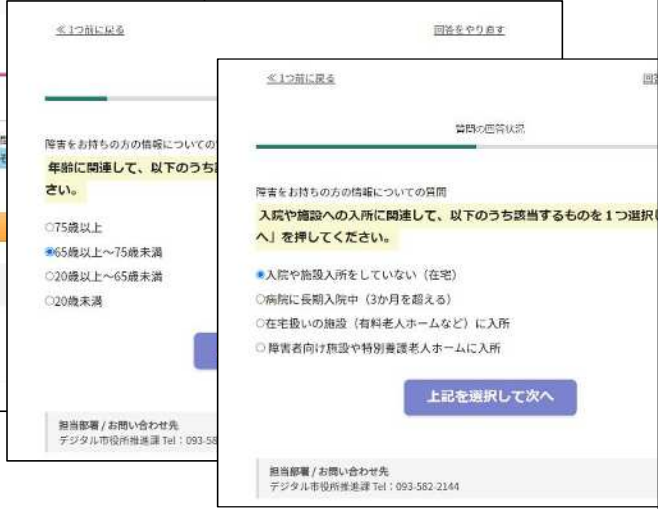 ≪1つ前に戻る
回答をやり直す
障害をお持ちの方の情報についての
年齢に関連して、以下のうち
さい。
75歳以上
65歳以上～75歳未満
20歳以上～65歳未満
20歳未満
担当部署 / お問い合わせ先
デジタル市役所推進課 Tel：093-58
≪1つ前に戻る
質問の回答状況
障害をお持ちの方の情報についての質問
入院や施設への入所に関連して、以下のうち該当するものを1つ選択し
へ」を押してください。
入院や施設入所をしていない（在宅）
病院に長期入院中（3か月を超える）
在宅扱いの施設（有料老人ホームなど）に入所
障害者向け施設や特別養護老人ホームに入所
上記を選択して次へ
担当部署 / お問い合わせ先
デジタル市役所推進課 Tel：093-582-2144